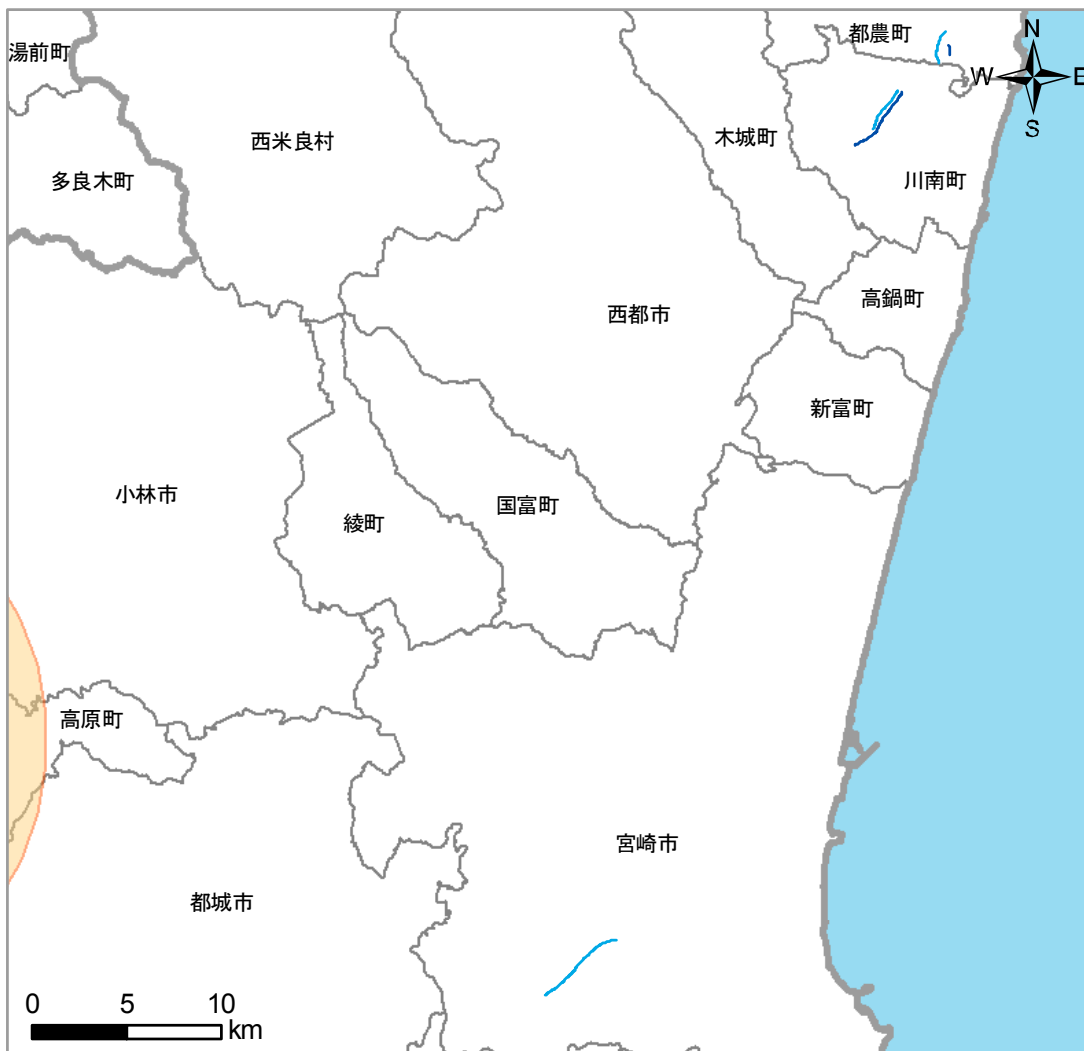 都農町
N
湯前町
W
E
S
西米良村
木城町
多良木町
川南町
高鍋町
西都市
新富町
小林市
国富町
綾町
高原町
宮崎市
都城市
0 5 10
km